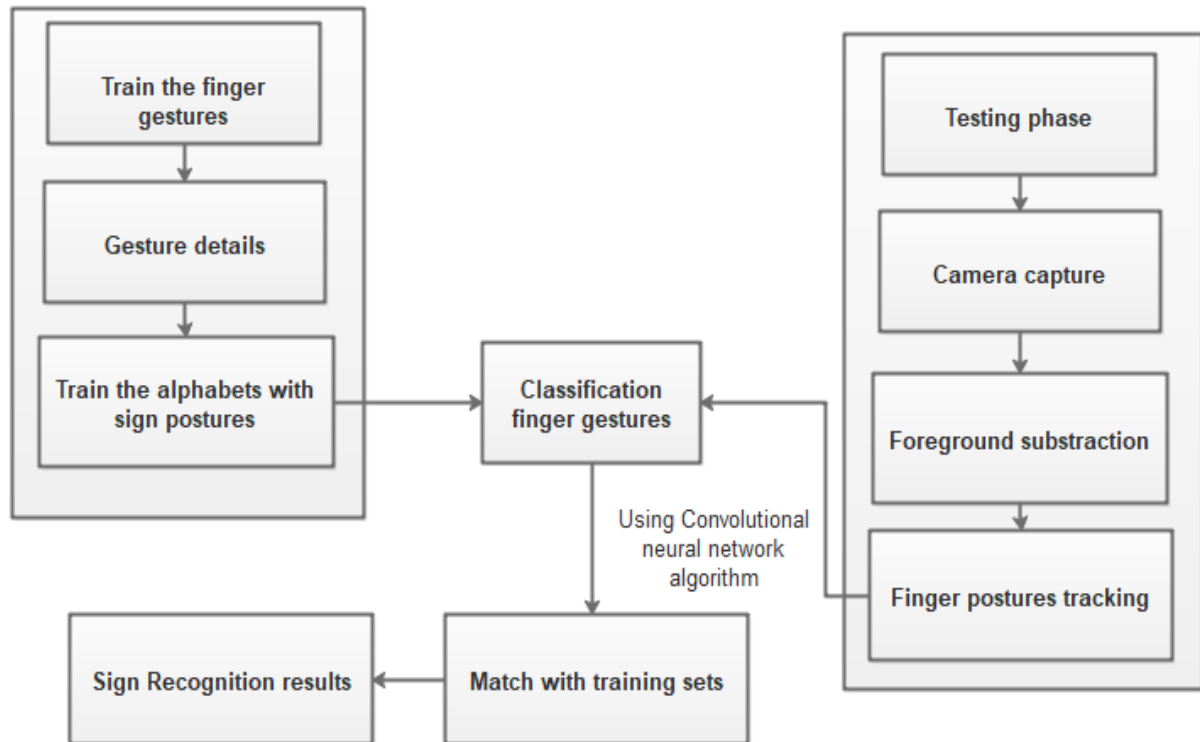 Train the finger
gestures
Gesture details
Train the alphabets with
sign postures
Classification
finger gestures
Using Convolutional
neural network
algorithm
Match with training sets
Sign Recognition results
Testing phase
Camera capture
Foreground substraction
Finger postures tracking